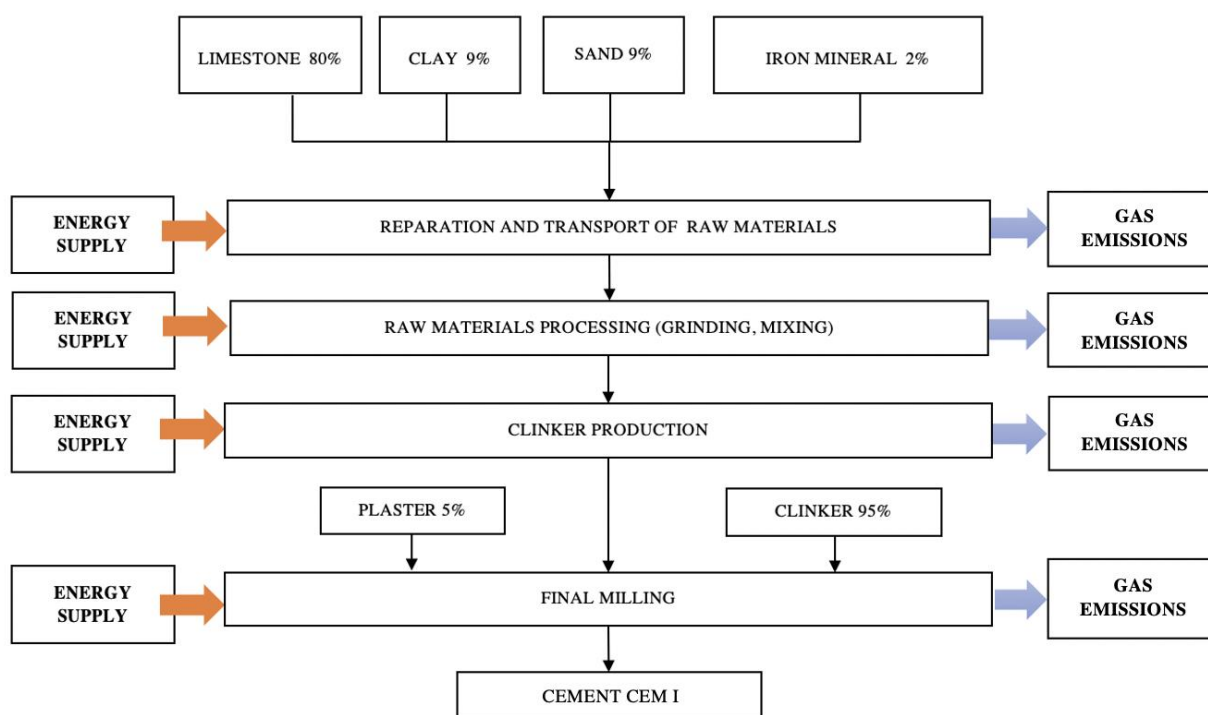 LIMESTONE 80%
CLAY 9%
SAND 9%
IRON MINERAL 2%
ENERGY
SUPPLY
REPARATION AND TRANSPORT OF RAW MATERIALS
GAS
EMISSIONS
ENERGY
SUPPLY
RAW MATERIALS PROCESSING (GRINDING, MIXING)
GAS
EMISSIONS
ENERGY
SUPPLY
CLINKER PRODUCTION
GAS
EMISSIONS
PLASTER 5%
CLINKER 95%
ENERGY
SUPPLY
FINAL MILLING
GAS
EMISSIONS
CEMENT CEM I